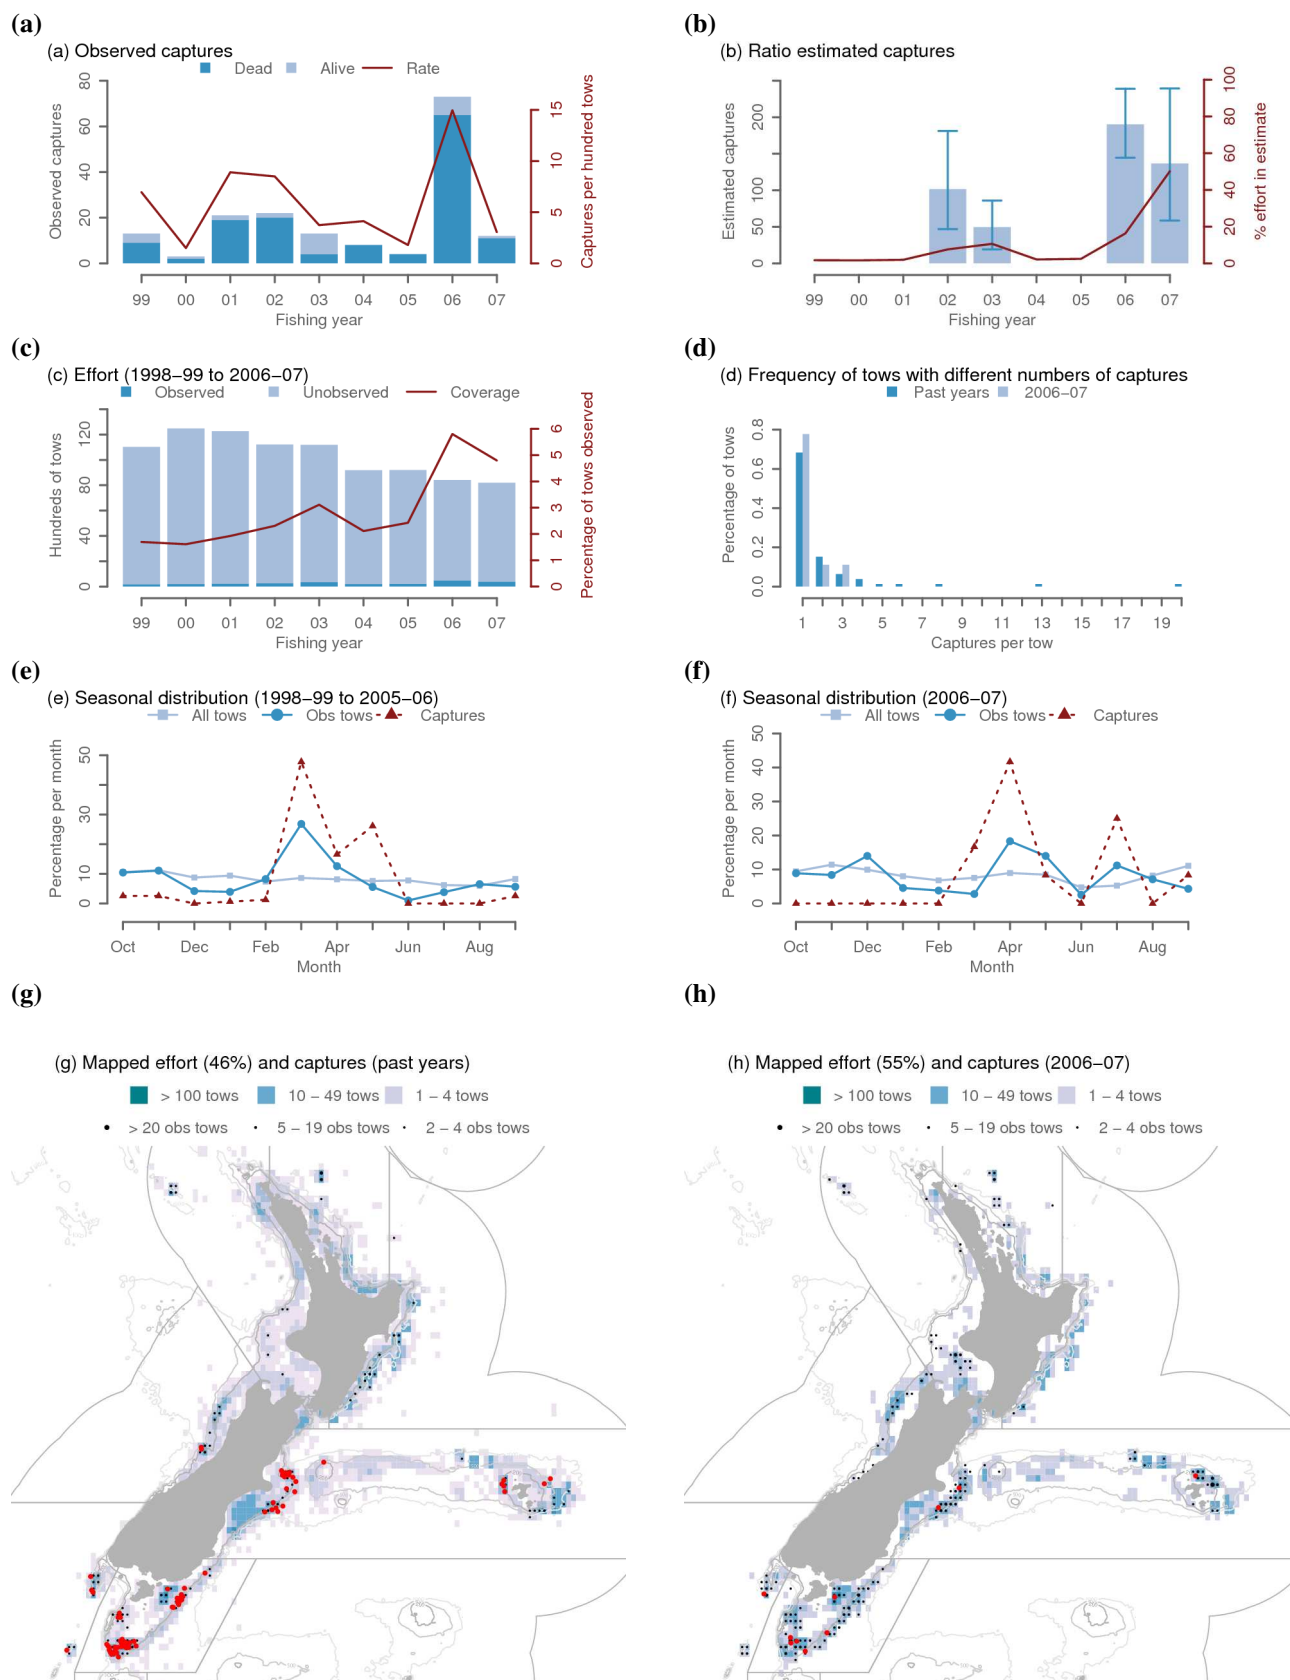 (a)
(a) Observed captures
Dead Alive Rate
Observed captures
0 20 40 60 80
Captures per hundred tows
0 5 10 15
99 00 01 02 03 04 05 06 07
Fishing year
(b)
(b) Ratio estimated captures
Estimated captures
0 50 100 200
% effort in estimate
0 20 40 60 80 100
99 00 01 02 03 04 05 06 07
Fishing year
(c)
(c) Effort (1998−99 to 2006−07)
Observed Unobserved Coverage
Hundreds of tows
0 40 80 120
Percentage of tows observed
0 1 2 3 4 5 6
99 00 01 02 03 04 05 06 07
Fishing year
(d)
(d) Frequency of tows with different numbers of captures
Past years 2006−07
Percentage of tows
0.0 0.2 0.4 0.6 0.8
1 3 5 7 9 11 13 15 17 19
Captures per tow
(e)
(e) Seasonal distribution (1998−99 to 2005−06)
All tows Obs tows Captures
Percentage per month
0 10 30 50
Oct Dec Feb Apr Jun Aug
Month
(f)
(f) Seasonal distribution (2006−07)
All tows Obs tows Captures
Percentage per month
0 10 20 30 40 50
Oct Dec Feb Apr Jun Aug
Month
(g)
(g) Mapped effort (46%) and captures (past years)
> 100 tows 10 − 49 tows 1 − 4 tows
> 20 obs tows 5 − 19 obs tows 2 − 4 obs tows
(h)
(h) Mapped effort (55%) and captures (2006−07)
> 100 tows 10 − 49 tows 1 − 4 tows
> 20 obs tows 5 − 19 obs tows 2 − 4 obs tows